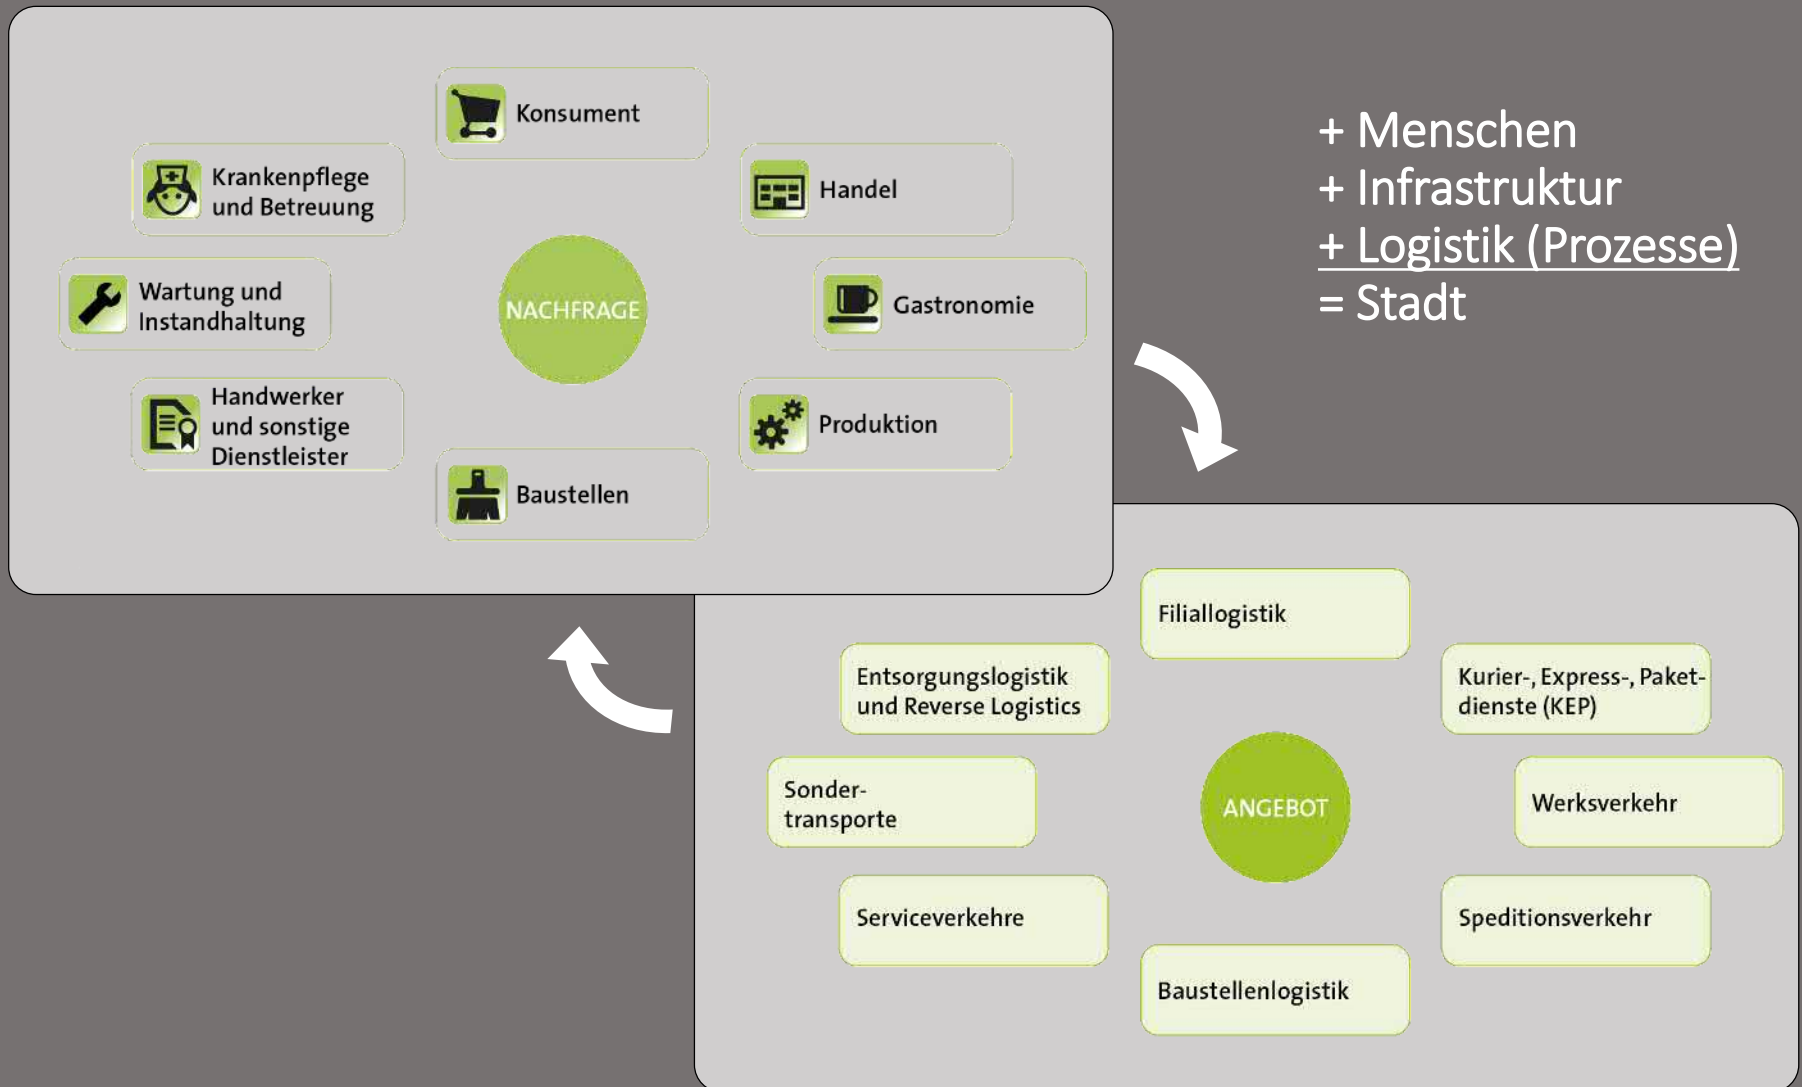 Konsument
Krankenpflege
und Betreuung
Handel
Wartung und
Instandhaltung
NACHFRAGE
Gastronomie
Handwerker
und sonstige
Dienstleister
Produktion
Baustellen
+ Menschen
+ Infrastruktur
+ Logistik (Prozesse)
= Stadt
Filiallogistik
Entsorgungslogistik
und Reverse Logistics
Kurier-, Express-, Paket-
dienste (KEP)
Sonder-
transporte
ANGEBOT
Werksverkehr
Serviceverkehre
Speditionsverkehr
Baustellenlogistik